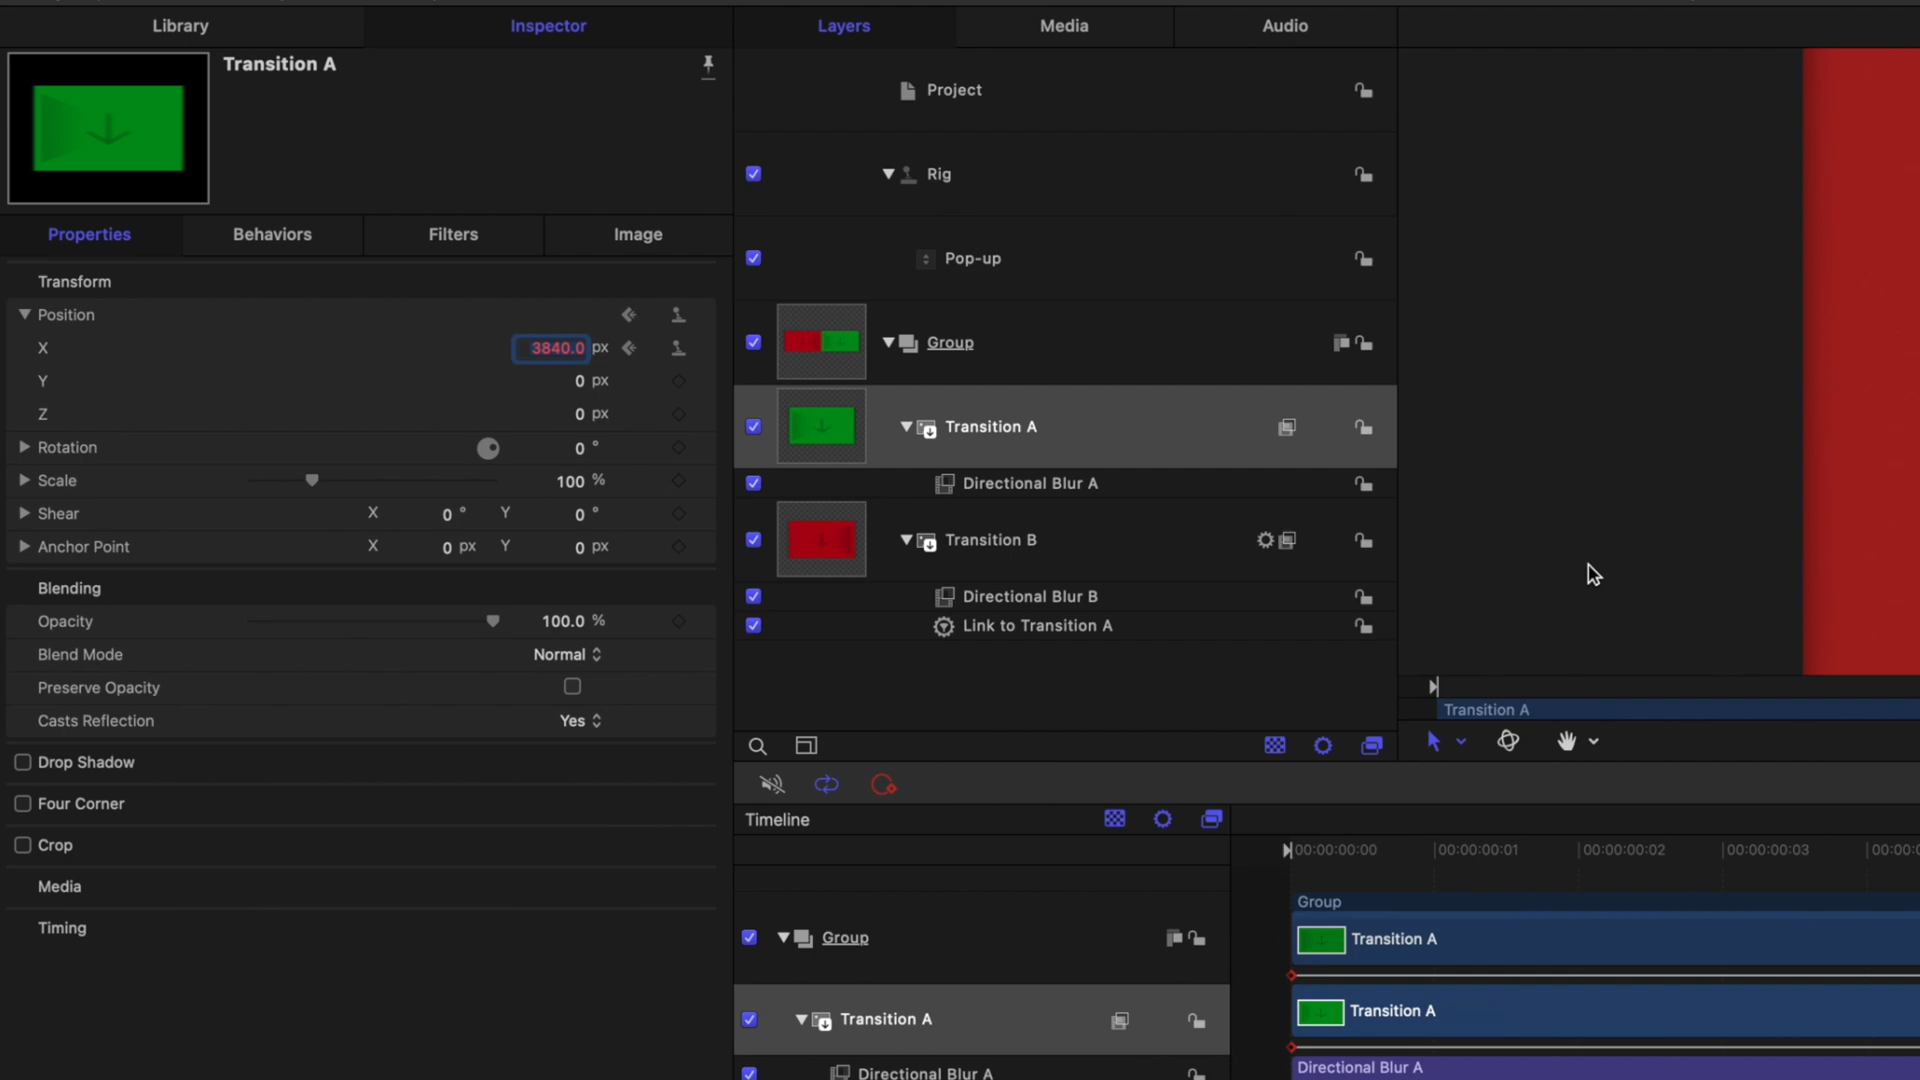 Library
Inspector
Transition A
Properties
Behaviors
Filters
Image
Transform
Position
X 3840.0 px
Y 0 px
Z 0 px
Rotation 0 °
Scale 100 %
Shear X 0 ° Y 0 °
Anchor Point X 0 px Y 0 px
Blending
Opacity 100.0 %
Blend Mode Normal
Preserve Opacity
Casts Reflection Yes
Drop Shadow
Four Corner
Crop
Media
Timing
Layers
Media
Audio
Project
Rig
Pop-up
Group
Transition A
Directional Blur A
Transition B
Directional Blur B
Link to Transition A
Transition A
Timeline
00:00:00:00
00:00:00:01
00:00:00:02
00:00:00:03
00:00:0
Group
Transition A
Directional Blur A
Group
Transition A
Transition A
Directional Blur A